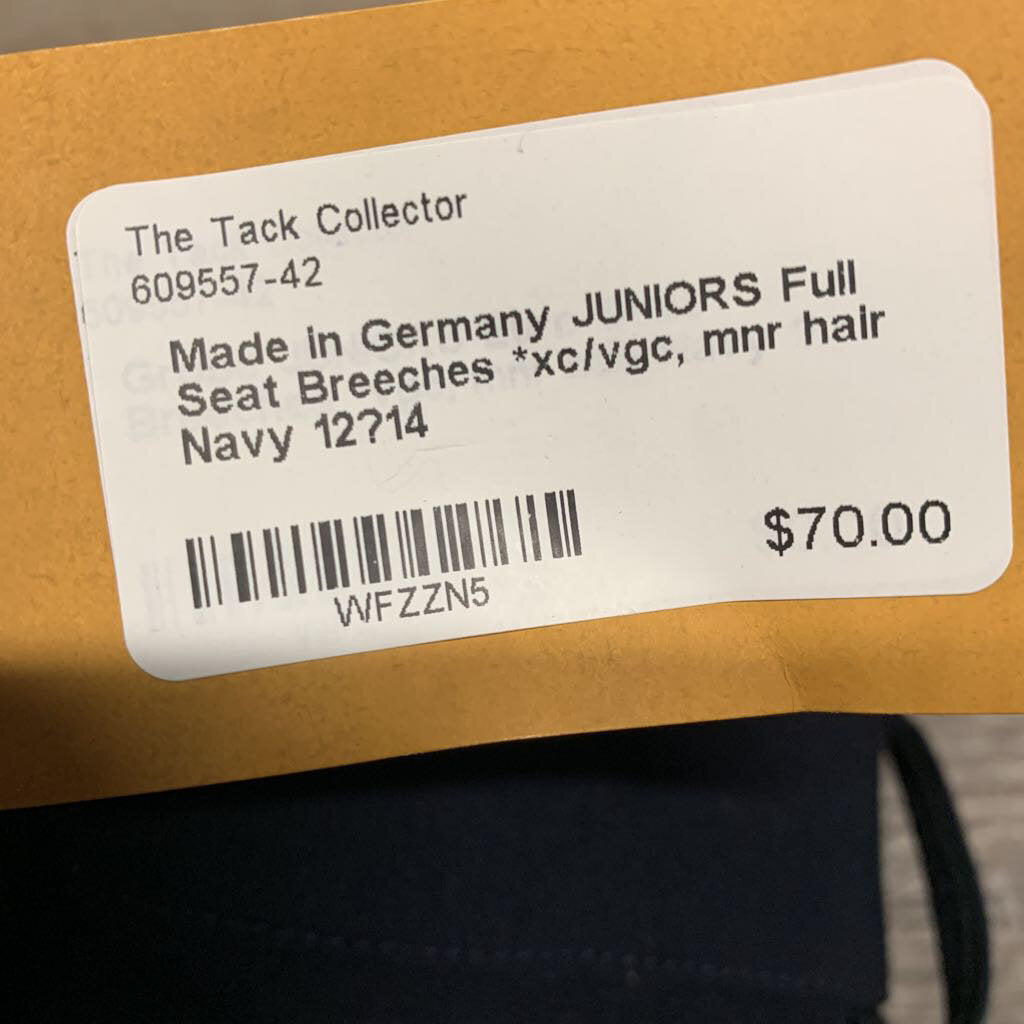 The Tack Collector
609557-42
Made in Germany JUNIORS Full
Seat Breeches *xc/vgc, mnr hair
Navy 12?14
WFZZN5
$70.00